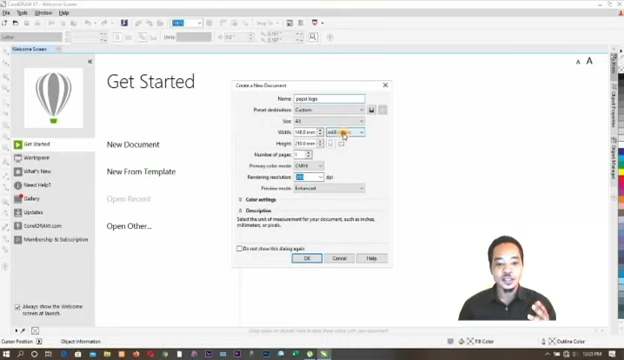 CorelDRAW X7 - Welcome Screen
File Tools Window Help
Welcome Screen
A A
Get Started
Get Started
Workspace
What's New
Need Help?
Gallery
Updates
CorelDRAW.com
Membership & Subscription
Always show the Welcome screen at launch.
New Document
New From Template
Open Recent
Open Other...
Create a New Document
Name: pepsi logo
Preset destination: Custom
Size: A5
Width: 148.0 mm
Height: 210.0 mm
Number of pages: 1
Primary color mode: CMYK
Rendering resolution: dpi
Preview mode: Enhanced
Color settings
Description
Select the unit of measurement for your document, such as inches, millimeters, or pixels.
Do not show this dialog again
OK Cancel Help
Object Properties
Object Manager
Cursor Position Object Information
Fill Color
Outline Color